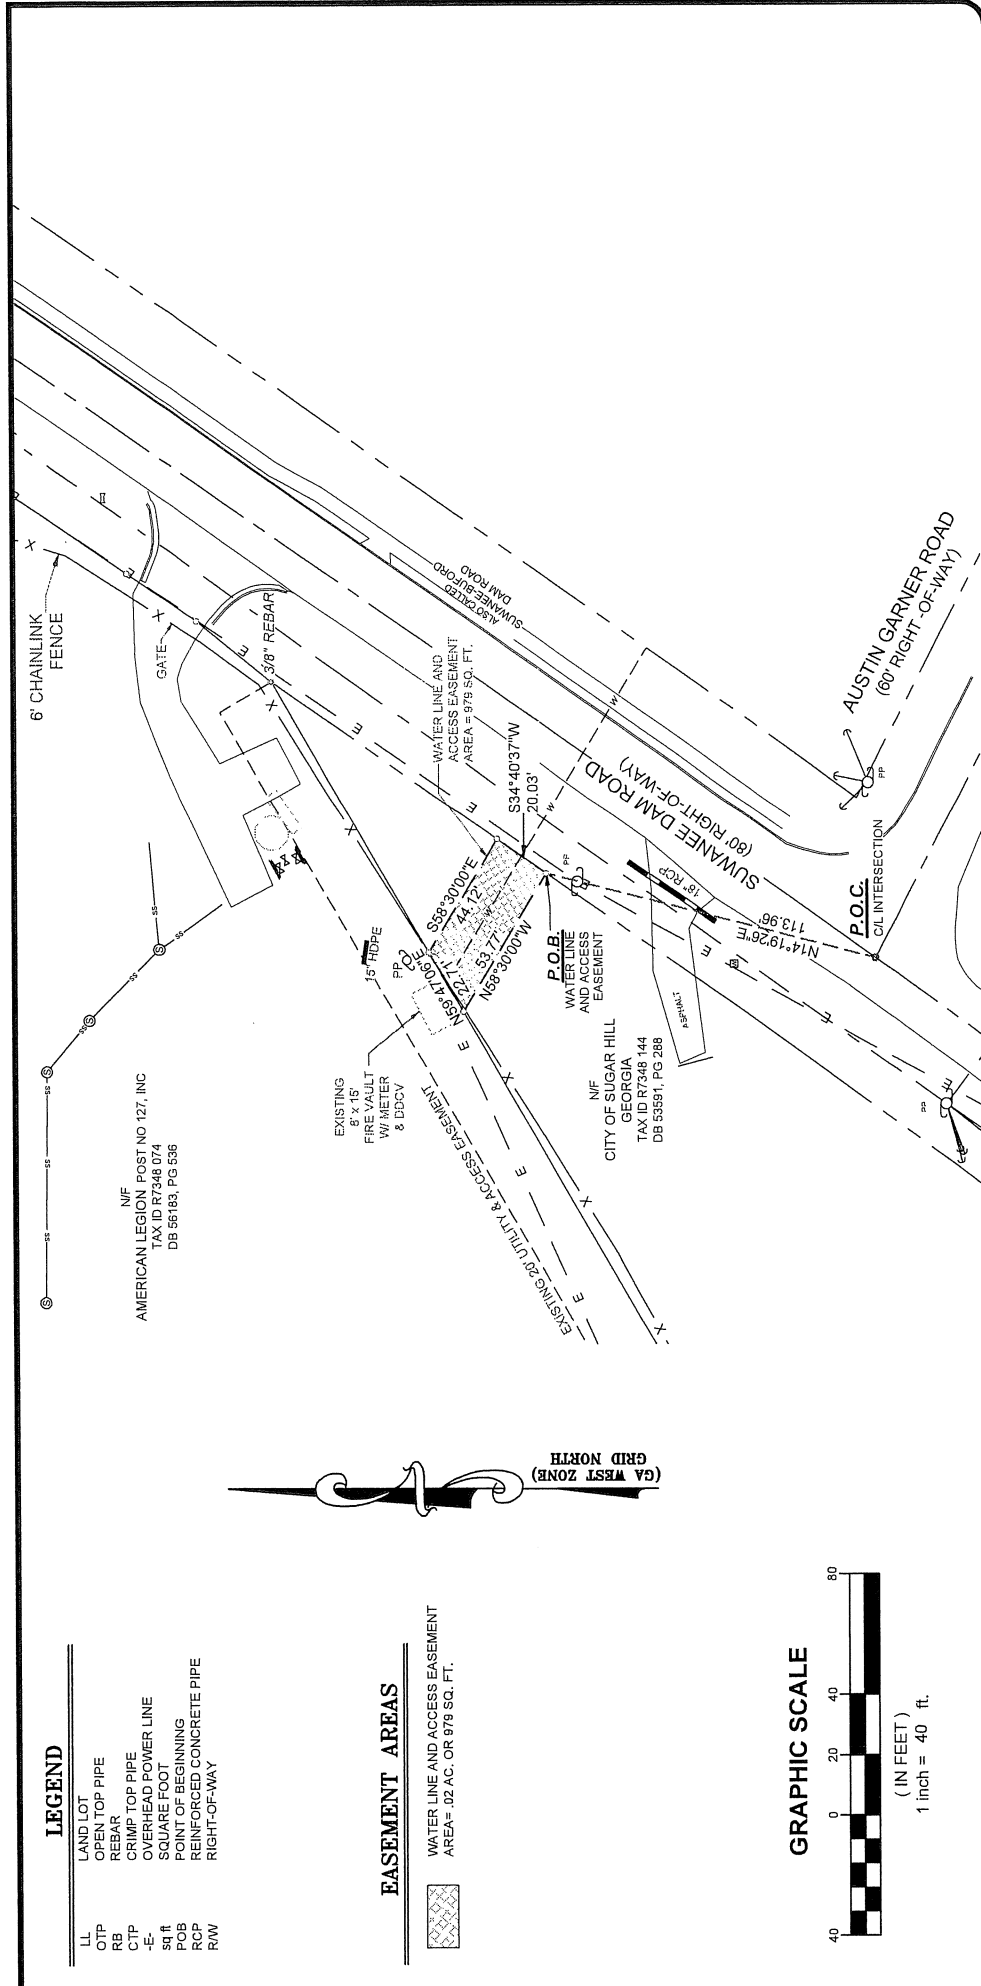 LEGEND
LL LAND LOT
OTP OPEN TOP PIPE
RB REBAR
CTP CRIMP TOP PIPE
-E- OVERHEAD POWER LINE
sq ft SQUARE FOOT
POB POINT OF BEGINNING
RCP REINFORCED CONCRETE PIPE
R/W RIGHT-OF-WAY
EASEMENT AREAS
WATER LINE AND ACCESS EASEMENT
AREA= .02 AC. OR 979 SQ. FT.
GRAPHIC SCALE
40 0 20 40 80
( IN FEET )
1 inch = 40 ft.
(GA WEST ZONE)
GRID NORTH
N/F
AMERICAN LEGION POST NO 127, INC
TAX ID R7348 074
DB 56183, PG 536
EXISTING
8' x 15'
FIRE VAULT
W/ METER
& DDCV
EXISTING 20' UTILITY & ACCESS EASEMENT
15" HDPE
PP
6' CHAINLINK
FENCE
GATE
3/8" REBAR
WATER LINE AND
ACCESS EASEMENT
AREA = 979 SQ. FT.
S58°30'00"E
44.12'
N59°47'06"E
22.71'
53.77'
N58°30'00"W
S34°40'37"W
20.03'
P.O.B.
WATER LINE
AND ACCESS
EASEMENT
PP
N/F
CITY OF SUGAR HILL
GEORGIA
TAX ID R7348 144
DB 53591, PG 288
ASPHALT
18" RCP
ALSO CALLED
SUWANEE-BUFORD
DAM ROAD
SUWANEE DAM ROAD
(80' RIGHT-OF-WAY)
N14°19'26"E
113.96'
P.O.C.
C/L INTERSECTION
AUSTIN GARNER ROAD
(60' RIGHT-OF-WAY)
PP
PP